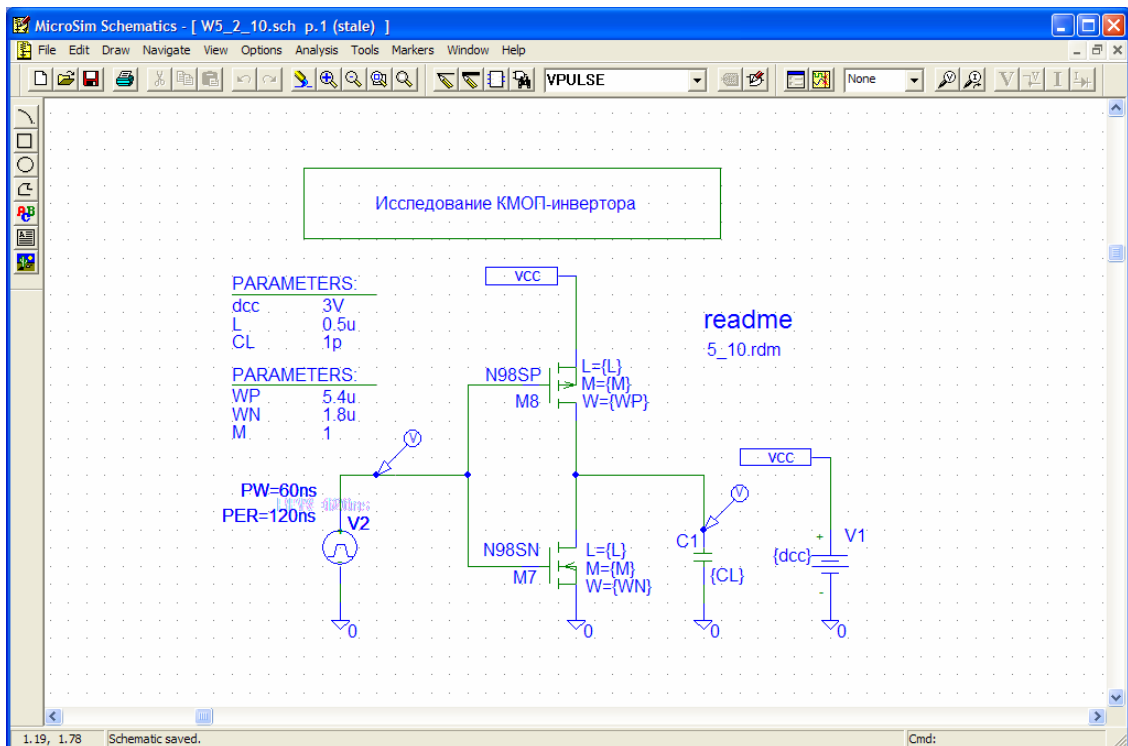 MicroSim Schematics - [ W5_2_10.sch p.1 (stale) ]
File Edit Draw Navigate View Options Analysis Tools Markers Window Help
VPULSE
None
Исследование КМОП-инвертора
PARAMETERS:
dcc 3V
L 0.5u
CL 1p
PARAMETERS:
WP 5.4u
WN 1.8u
M 1
VCC
readme
5_10.rdm
N98SP
M8
L={L}
M={M}
W={WP}
V
PW=60ns
PER=120ns
V2
N98SN
M7
L={L}
M={M}
W={WN}
V
C1
{CL}
VCC
V1
{dcc}
+
-
0
0
0
0
1.19, 1.78 Schematic saved. Cmd: